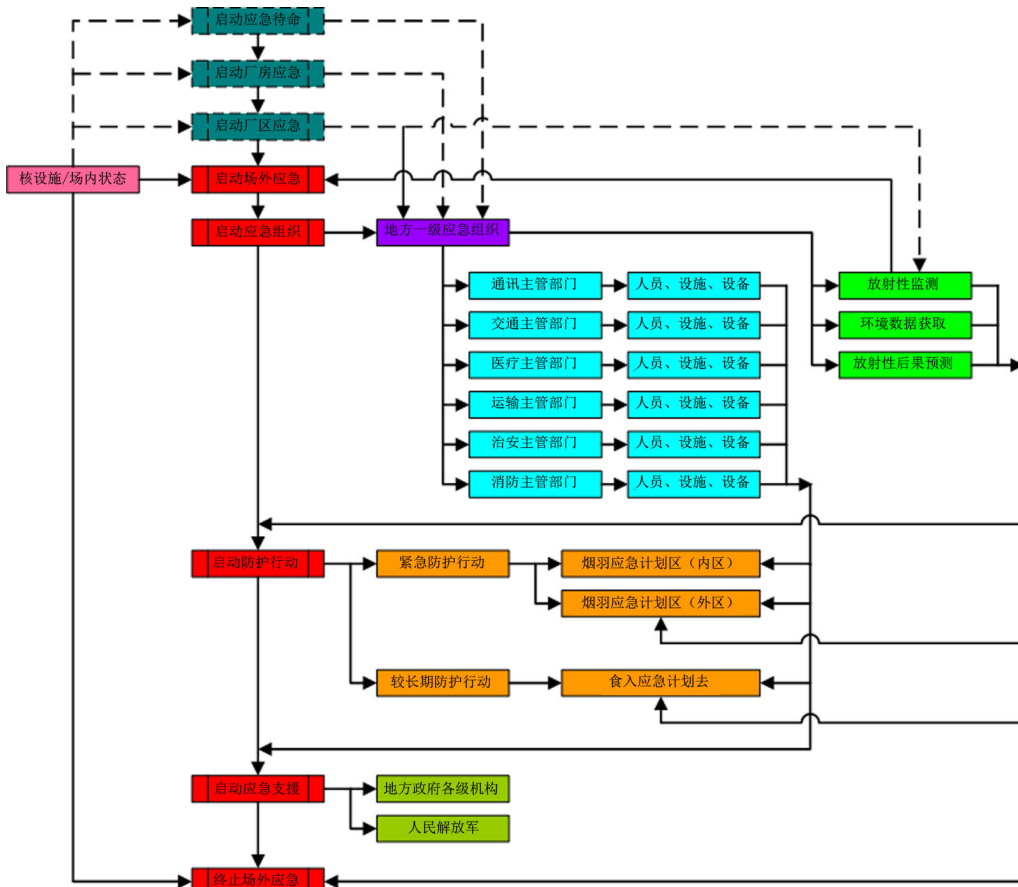 启动应急待命
启动厂房应急
启动厂区应急
核设施/场内状态
启动场外应急
启动应急组织
地方一级应急组织
通讯主管部门
人员、设施、设备
放射性监测
交通主管部门
人员、设施、设备
环境数据获取
医疗主管部门
人员、设施、设备
放射性后果预测
运输主管部门
人员、设施、设备
治安主管部门
人员、设施、设备
消防主管部门
人员、设施、设备
启动防护行动
紧急防护行动
烟羽应急计划区（内区）
烟羽应急计划区（外区）
较长期防护行动
食入应急计划去
启动应急支援
地方政府各级机构
人民解放军
终止场外应急